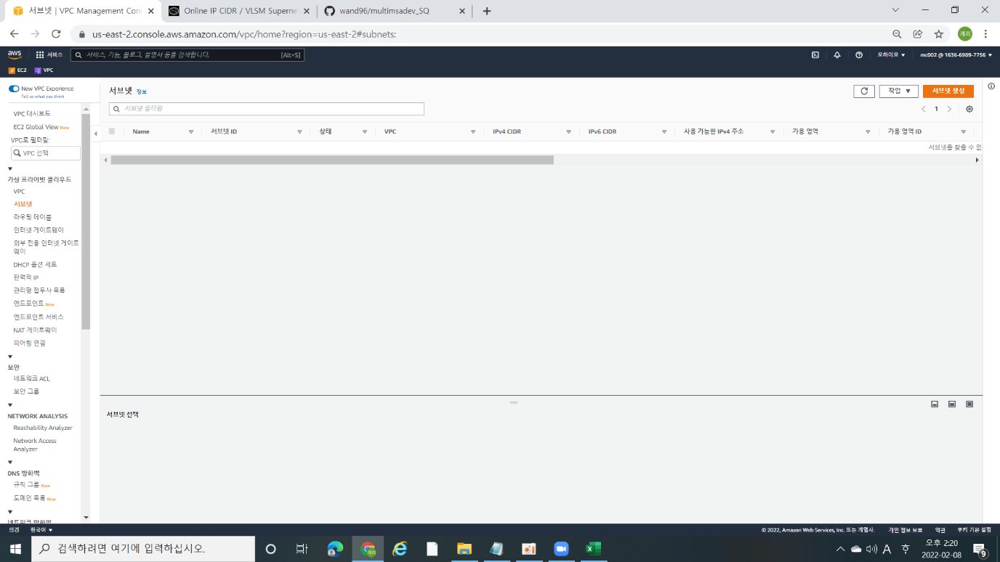 서브넷 | VPC Management Con
Online IP CIDR / VLSM Superne
wand96/multimsadev_SQ
us-east-2.console.aws.amazon.com/vpc/home?region=us-east-2#subnets:
개리
aws
서비스
서비스, 기능, 블로그, 설명서 등을 검색합니다.
[Alt+S]
오하이오 ▼
mc002 @ 1636-6989-7756 ▼
EC2
VPC
New VPC Experience
Tell us what you think
VPC 대시보드
EC2 Global View New
VPC로 필터링:
VPC 선택
가상 프라이빗 클라우드
VPC
서브넷
라우팅 테이블
인터넷 게이트웨이
외부 전용 인터넷 게이트
웨이
DHCP 옵션 세트
탄력적 IP
관리형 접두사 목록
엔드포인트 New
엔드포인트 서비스
NAT 게이트웨이
피어링 연결
보안
네트워크 ACL
보안 그룹
NETWORK ANALYSIS
Reachability Analyzer
Network Access
Analyzer
DNS 방화벽
규칙 그룹 New
도메인 목록 New
네트워크 방화벽
서브넷 정보
작업 ▼
서브넷 생성
서브넷 필터링
1
Name
서브넷 ID
상태
VPC
IPv4 CIDR
IPv6 CIDR
사용 가능한 IPv4 주소
가용 영역
가용 영역 ID
서브넷을 찾을 수 없
서브넷 선택
의견
한국어 ▼
© 2022, Amazon Web Services, Inc. 또는 계열사.
개인 정보 보호
약관
쿠키 기본 설정
검색하려면 여기에 입력하십시오.
개리
A
오후 2:20
2022-02-08
9